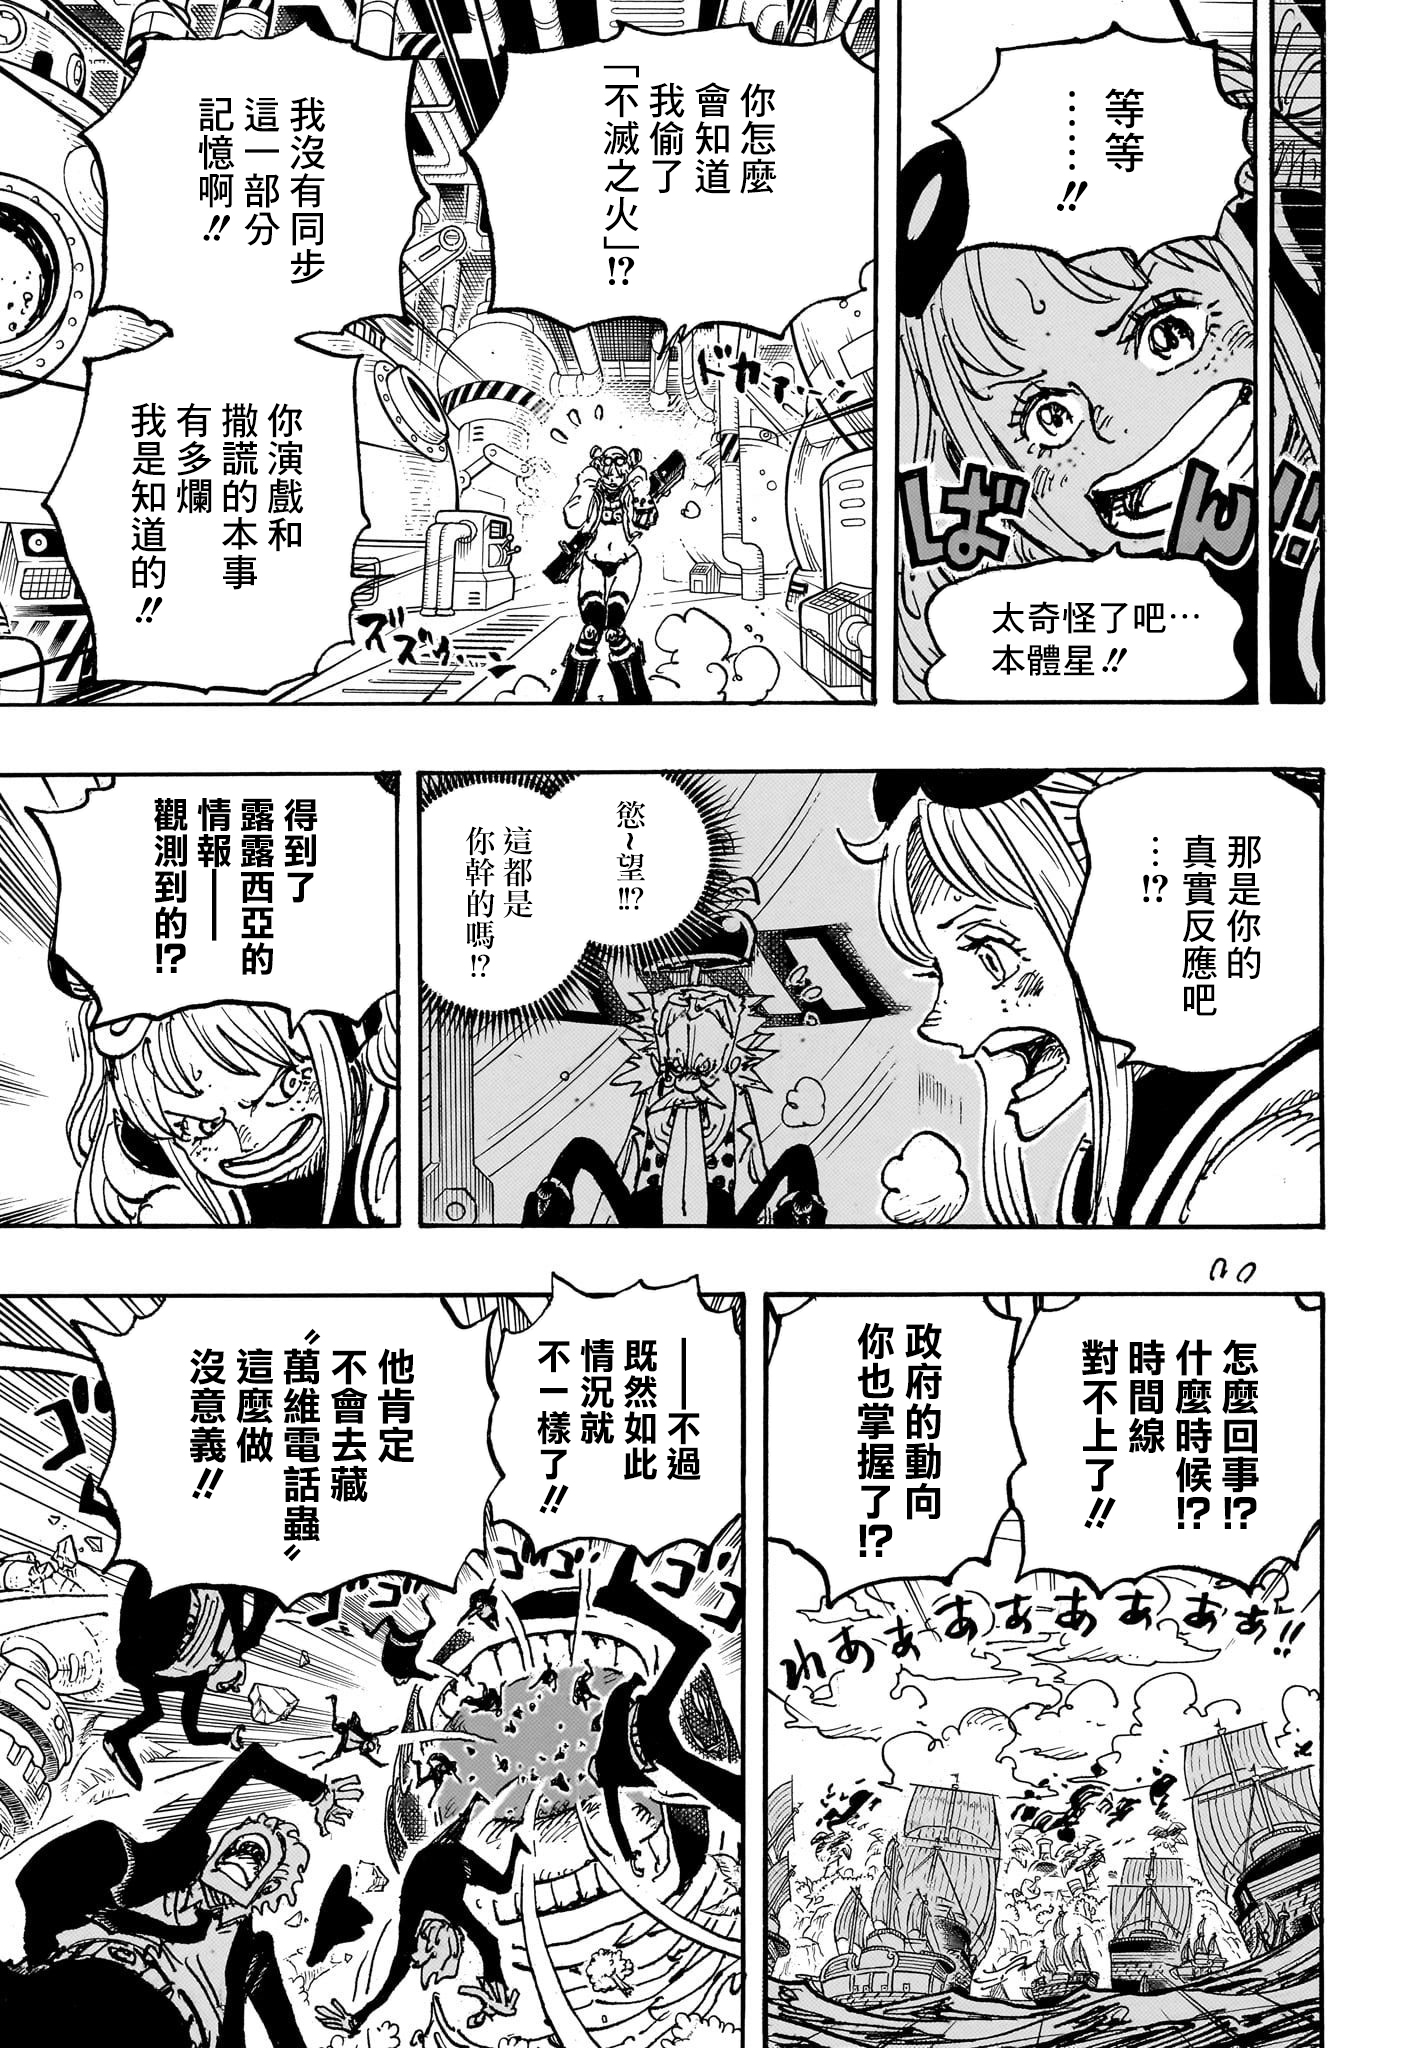 等等
……!!
ばん!!
太奇怪了吧…
本體星!!
你怎麼
會知道
我偷了
「不滅之火」!?
ドカァ…ン
我沒有同步
這一部分
記憶啊!!
你演戲和
撒謊的本事
有多爛
我是知道的!!
ズズゥ…ン
那是你的
真實反應吧
…!?
慾~望!!?
這都是
你幹的嗎!?
得到了
露露西亞的
情報——
觀測到的!?
怎麼回事!?
什麼時候!?
時間線
對不上了!!
政府的動向
你也掌握了!?
わあああああああ!!
——不過
既然如此
情況就
不一樣了!!
他肯定
不會去藏
〝萬維電話蟲〟
這麼做
沒意義!!
ゴゴゴゴ